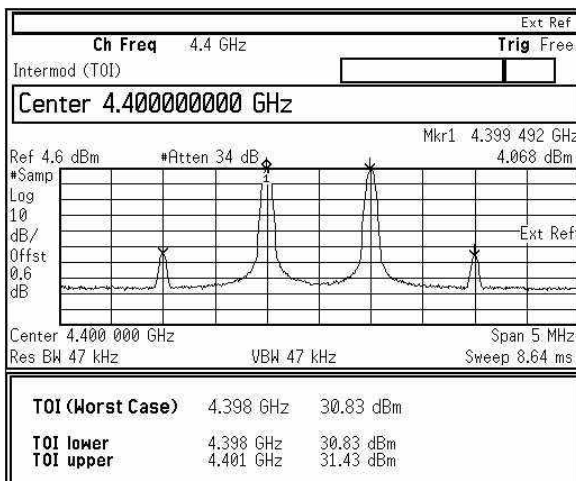 Ext Ref
Ch Freq 4.4 GHz Trig Free
Intermod (TOI)
Center 4.400000000 GHz
Mkr1 4.399 492 GHz
Ref 4.6 dBm #Atten 34 dB 4.068 dBm
#Samp
Log
10
dB/
Offst
0.6
dB
1
Ext Ref
Center 4.400 000 GHz Span 5 MHz
Res BW 47 kHz VBW 47 kHz Sweep 8.64 ms
TOI (Worst Case) 4.398 GHz 30.83 dBm
TOI lower 4.398 GHz 30.83 dBm
TOI upper 4.401 GHz 31.43 dBm